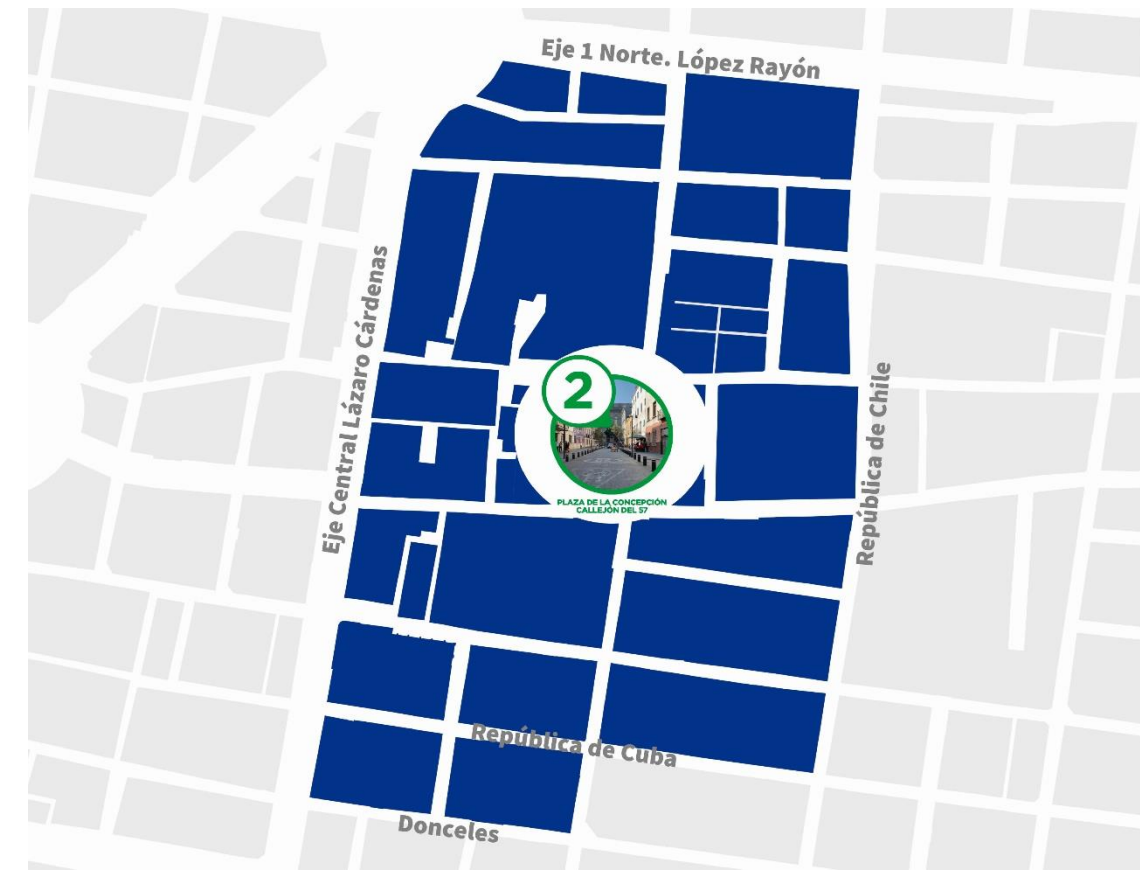 Eje 1 Norte. López Rayón
Eje Central Lázaro Cárdenas
2
PLAZA DE LA CONCEPCIÓN
CALLEJÓN DEL 57
República de Chile
República de Cuba
Donceles